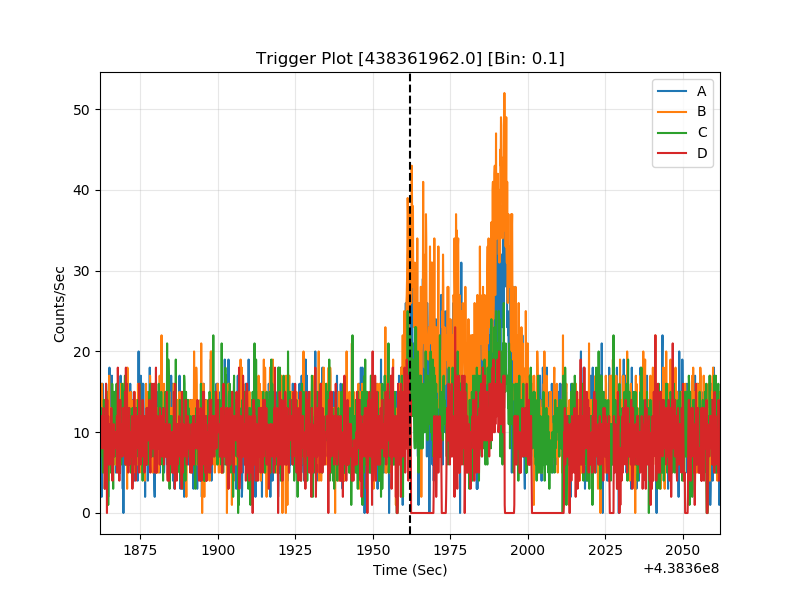 Trigger Plot [438361962.0] [Bin: 0.1]
A
B
C
D
50
40
30
20
10
0
Counts/Sec
1875 1900 1925 1950 1975 2000 2025 2050
Time (Sec)
+4.3836e8